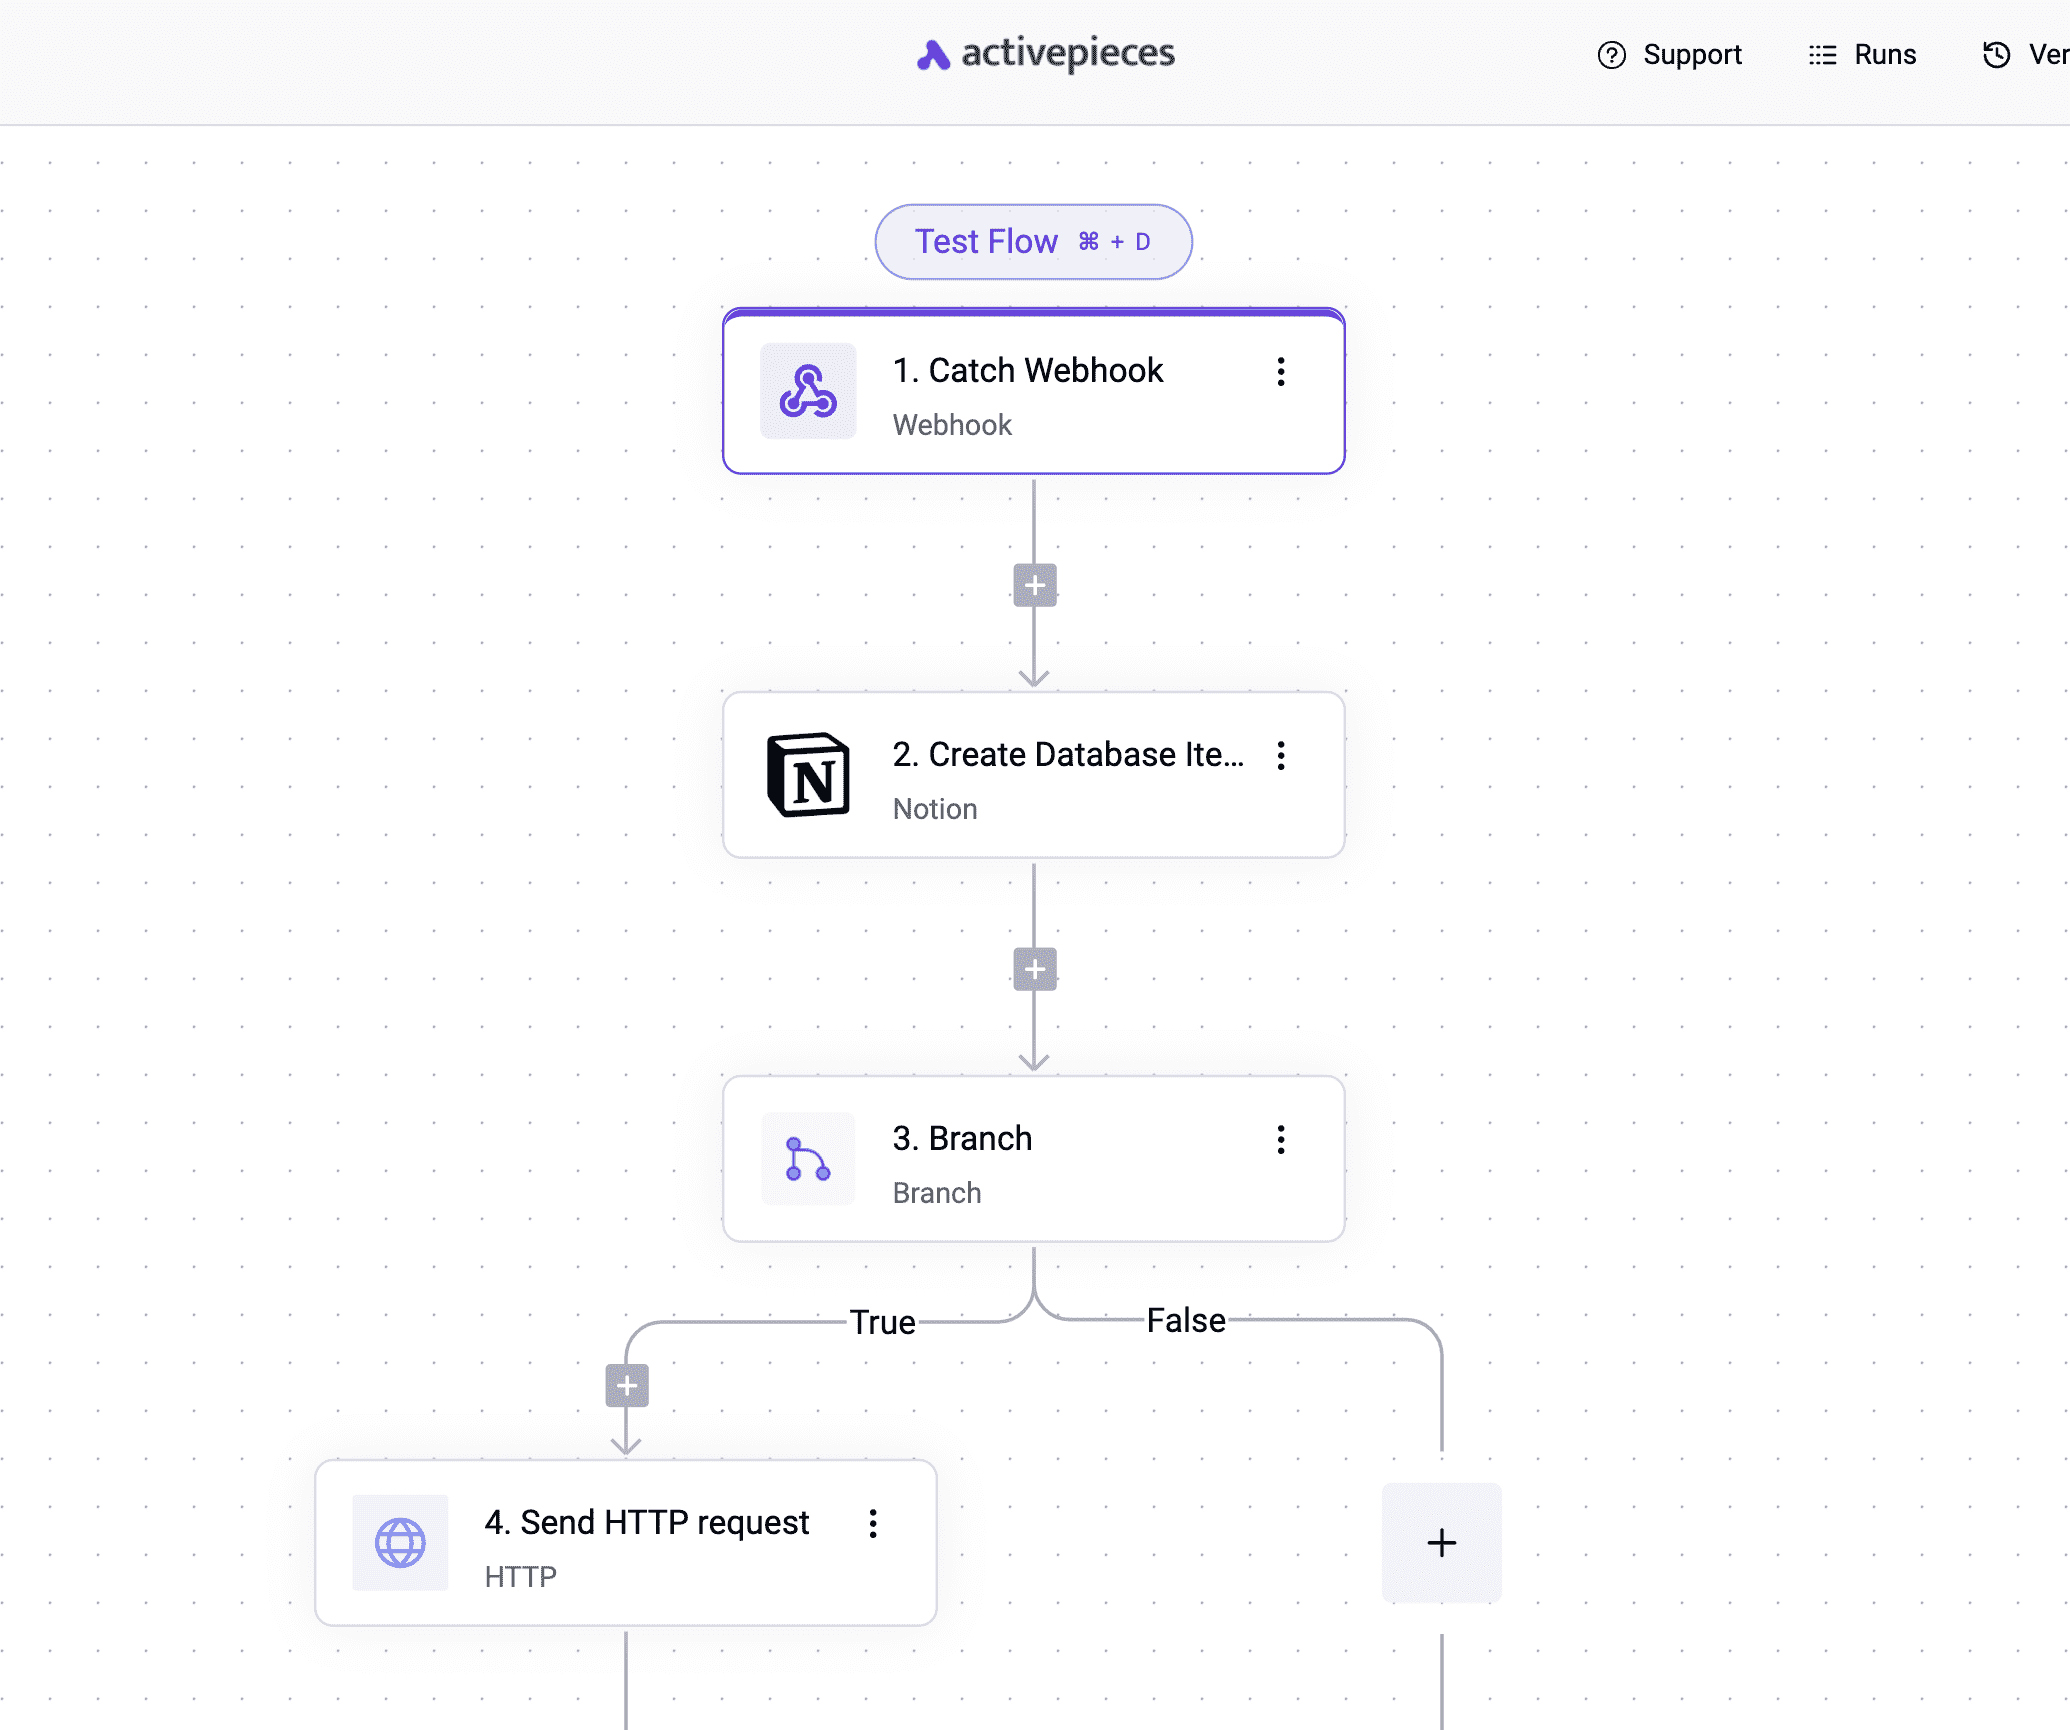 activepieces
Support
Runs
Ver
Test Flow ⌘ + D
1. Catch Webhook
Webhook
2. Create Database Ite...
Notion
3. Branch
Branch
True
False
4. Send HTTP request
HTTP